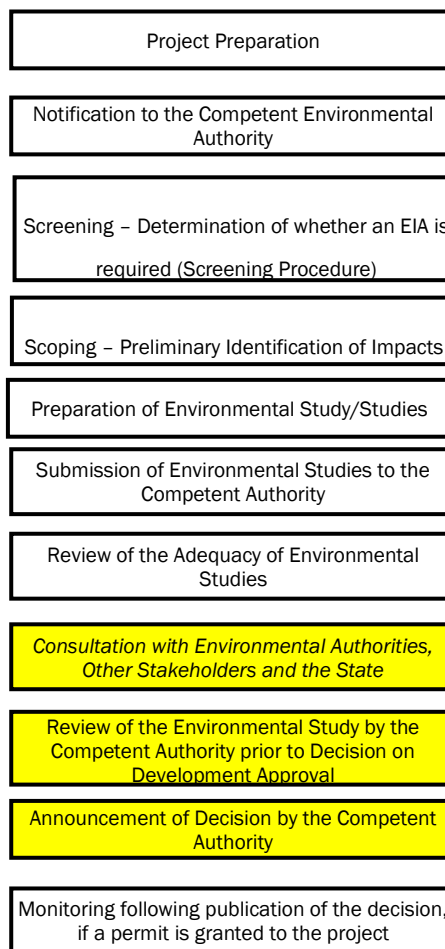 Project Preparation
Notification to the Competent Environmental
Authority
Screening – Determination of whether an EIA is
required (Screening Procedure)
Scoping – Preliminary Identification of Impacts
Preparation of Environmental Study/Studies
Submission of Environmental Studies to the
Competent Authority
Review of the Adequacy of Environmental
Studies
Consultation with Environmental Authorities,
Other Stakeholders and the State
Review of the Environmental Study by the
Competent Authority prior to Decision on
Development Approval
Announcement of Decision by the Competent
Authority
Monitoring following publication of the decision,
if a permit is granted to the project